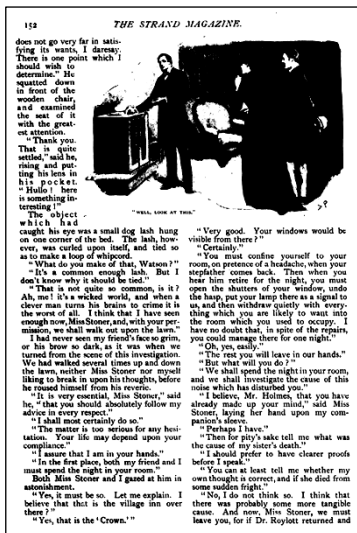 152
THE STRAND MAGAZINE.
does not go very far in satis-
fying its wants, I daresay.
There is one point which I
should wish to
determine." He
squatted down
in front of the
wooden chair,
and examined
the seat of it
with the great-
est attention.
"Thank you.
That is quite
settled," said he,
rising and put-
ting his lens in
his pocket.
"Hullo! here
is something in-
teresting!"
The object
which had
"WELL, LOOK AT THIS."
caught his eye was a small dog lash hung
on one corner of the bed. The lash, how-
ever, was curled upon itself, and tied so
as to make a loop of whipcord.
"What do you make of that, Watson?"
"It's a common enough lash. But I
don't know why it should be tied."
"That is not quite so common, is it?
Ah, me! it's a wicked world, and when a
clever man turns his brains to crime it is
the worst of all. I think that I have seen
enough now, Miss Stoner, and, with your per-
mission, we shall walk out upon the lawn."
I had never seen my friend's face so grim,
or his brow so dark, as it was when we
turned from the scene of this investigation.
We had walked several times up and down
the lawn, neither Miss Stoner nor myself
liking to break in upon his thoughts, before
he roused himself from his reverie.
"It is very essential, Miss Stoner," said
he, "that you should absolutely follow my
advice in every respect."
"I shall most certainly do so."
"The matter is too serious for any hesi-
tation. Your life may depend upon your
compliance."
"I assure you that I am in your hands."
"In the first place, both my friend and I
must spend the night in your room."
Both Miss Stoner and I gazed at him in
astonishment.
"Yes, it must be so. Let me explain. I
believe that that is the village inn over
there?"
"Yes, that is the 'Crown.'"
"Very good. Your windows would be
visible from there?"
"Certainly."
"You must confine yourself to your
room, on pretence of a headache, when your
stepfather comes back. Then when you
hear him retire for the night, you must
open the shutters of your window, undo
the hasp, put your lamp there as a signal to
us, and then withdraw quietly with every-
thing which you are likely to want into
the room which you used to occupy. I
have no doubt that, in spite of the repairs,
you could manage there for one night."
"Oh, yes, easily."
"The rest you will leave in our hands."
"But what will you do?"
"We shall spend the night in your room,
and we shall investigate the cause of this
noise which has disturbed you."
"I believe, Mr. Holmes, that you have
already made up your mind," said Miss
Stoner, laying her hand upon my com-
panion's sleeve.
"Perhaps I have."
"Then for pity's sake tell me what was
the cause of my sister's death."
"I should prefer to have clearer proofs
before I speak."
"You can at least tell me whether my
own thought is correct, and if she died from
some sudden fright."
"No, I do not think so. I think that
there was probably some more tangible
cause. And now, Miss Stoner, we must
leave you, for if Dr. Roylott returned and